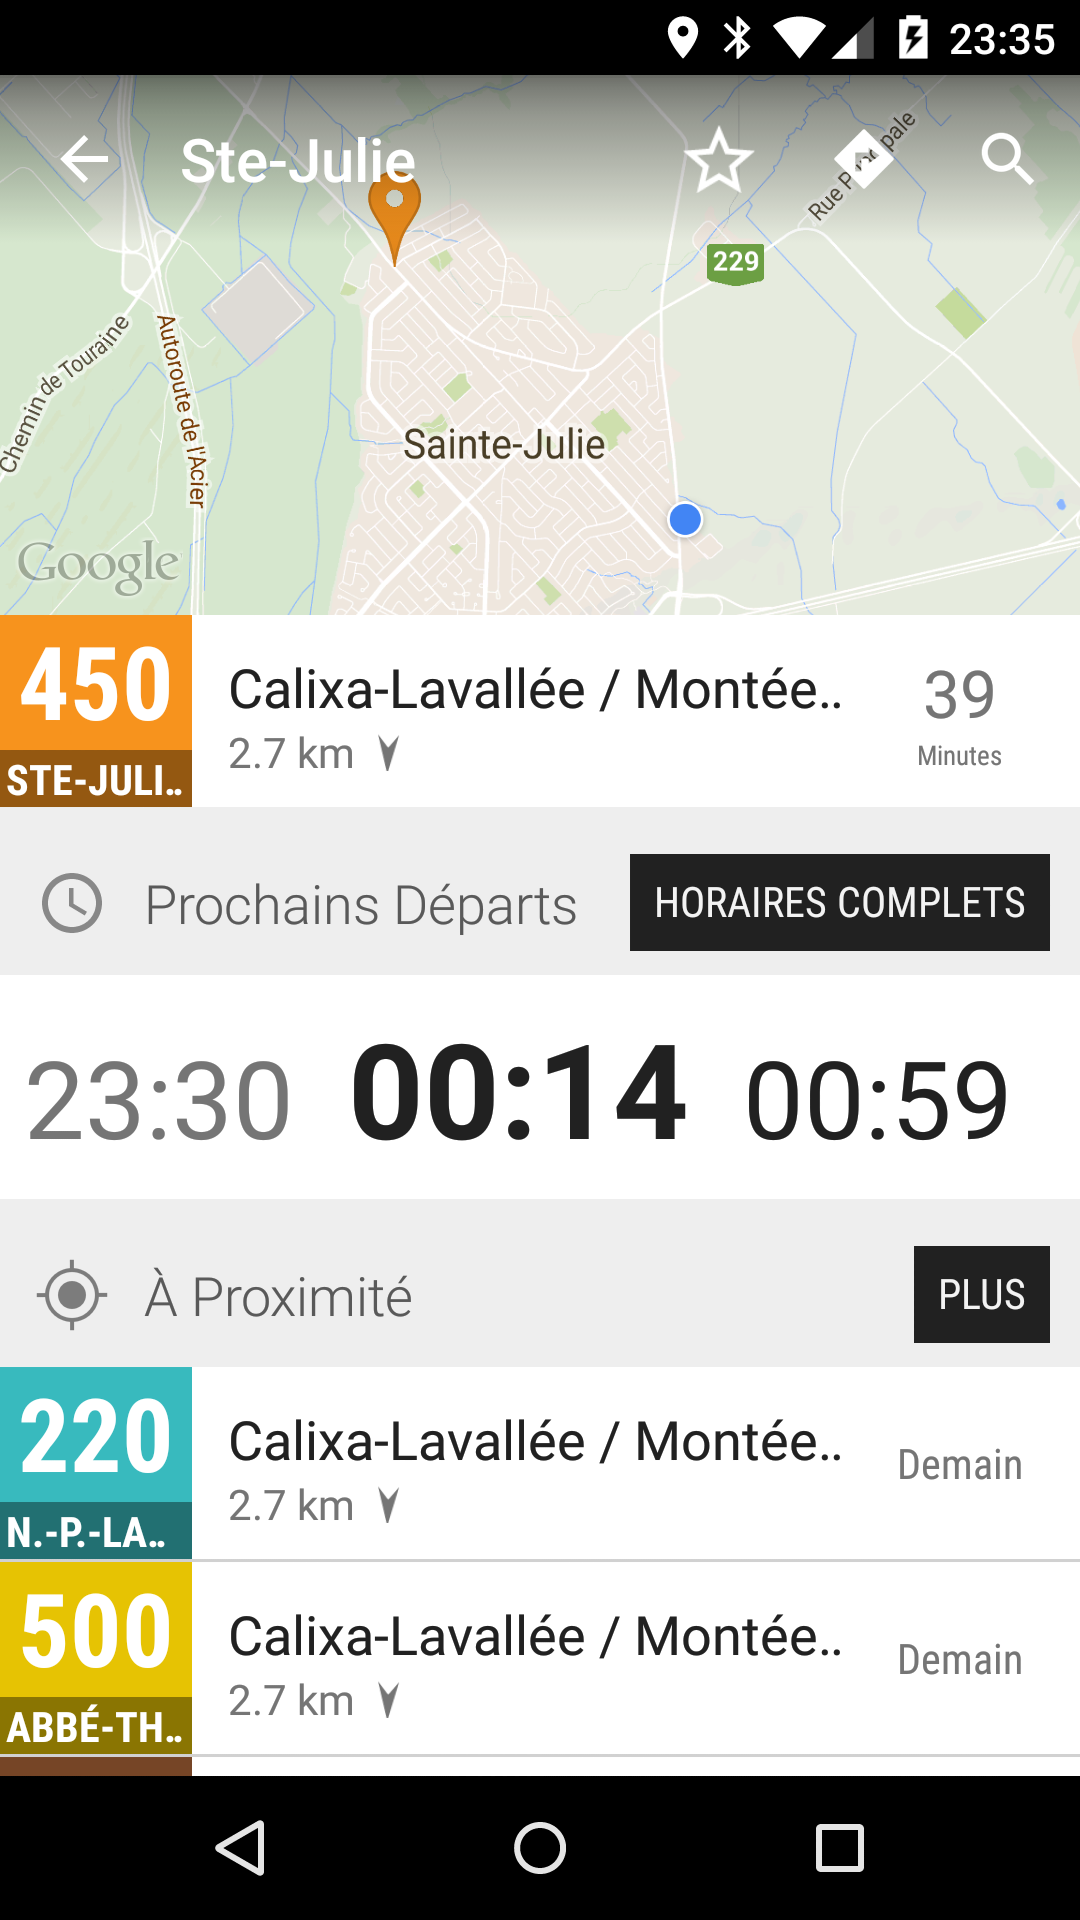 23:35
Ste-Julie
Rue P
pale
229
Chemin de Touraine
Autoroute de l'Acier
Sainte-Julie
Google
450
STE-JULI..
Calixa-Lavallée / Montée..
2.7 km
39
Minutes
Prochains Départs
HORAIRES COMPLETS
23:30
00:14
00:59
À Proximité
PLUS
220
N.-P.-LA..
Calixa-Lavallée / Montée..
2.7 km
Demain
500
ABBÉ-TH..
Calixa-Lavallée / Montée..
2.7 km
Demain